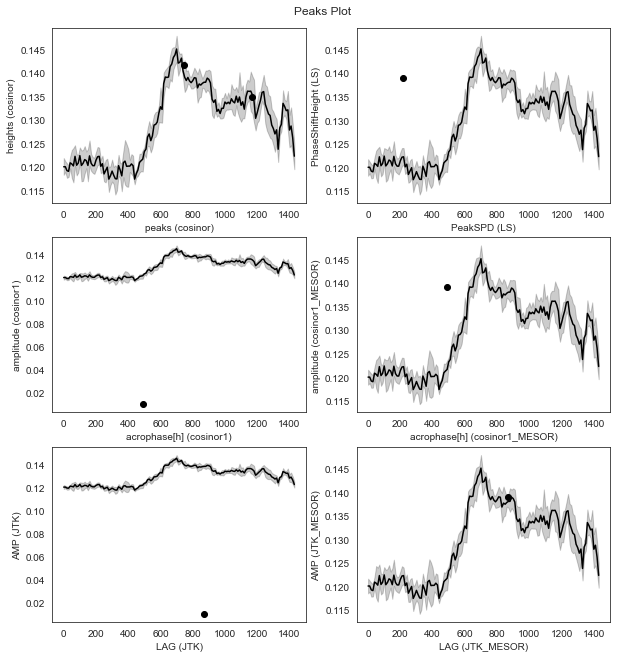 Peaks Plot
heights (cosinor)
0.145
0.140
0.135
0.130
0.125
0.120
0.115
0 200 400 600 800 1000 1200 1400
peaks (cosinor)
PhaseShiftHeight (LS)
0.145
0.140
0.135
0.130
0.125
0.120
0.115
0 200 400 600 800 1000 1200 1400
PeakSPD (LS)
amplitude (cosinor1)
0.14
0.12
0.10
0.08
0.06
0.04
0.02
0 200 400 600 800 1000 1200 1400
acrophase[h] (cosinor1)
amplitude (cosinor1_MESOR)
0.145
0.140
0.135
0.130
0.125
0.120
0.115
0 200 400 600 800 1000 1200 1400
acrophase[h] (cosinor1_MESOR)
AMP (JTK)
0.14
0.12
0.10
0.08
0.06
0.04
0.02
0 200 400 600 800 1000 1200 1400
LAG (JTK)
AMP (JTK_MESOR)
0.145
0.140
0.135
0.130
0.125
0.120
0.115
0 200 400 600 800 1000 1200 1400
LAG (JTK_MESOR)